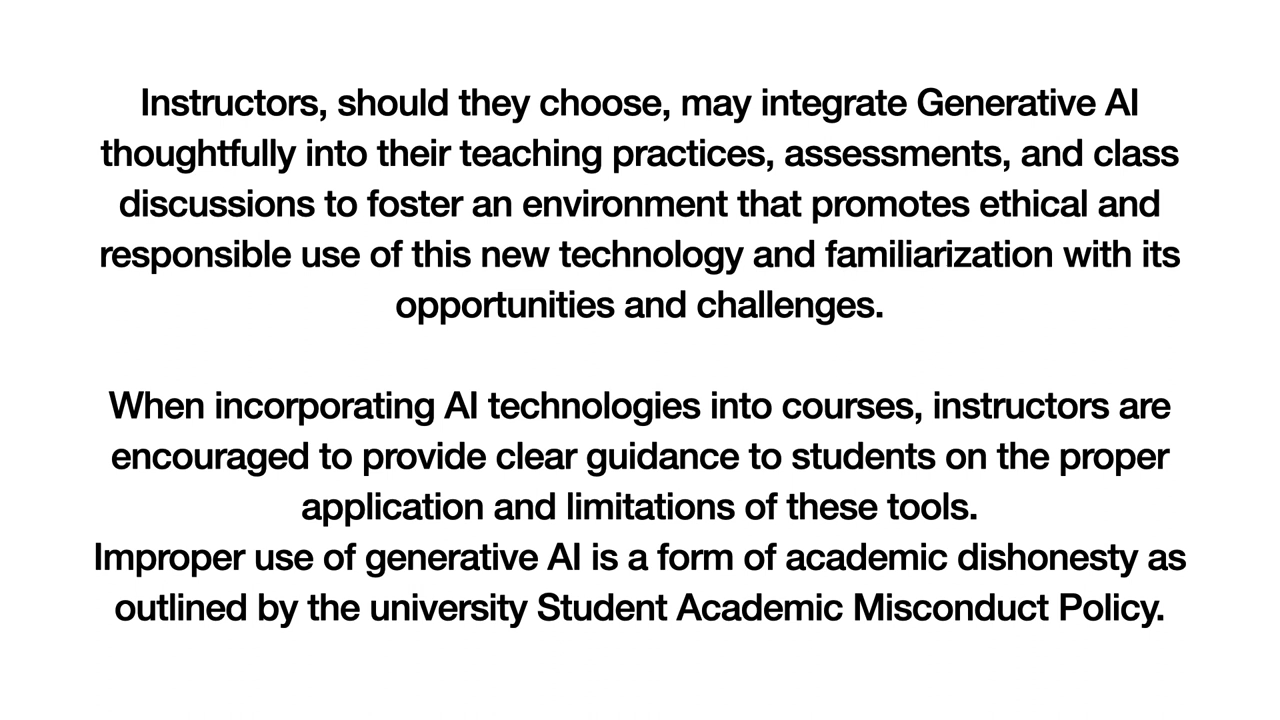 Instructors, should they choose, may integrate Generative AI
thoughtfully into their teaching practices, assessments, and class
discussions to foster an environment that promotes ethical and
responsible use of this new technology and familiarization with its
opportunities and challenges.
When incorporating AI technologies into courses, instructors are
encouraged to provide clear guidance to students on the proper
application and limitations of these tools.
Improper use of generative AI is a form of academic dishonesty as
outlined by the university Student Academic Misconduct Policy.